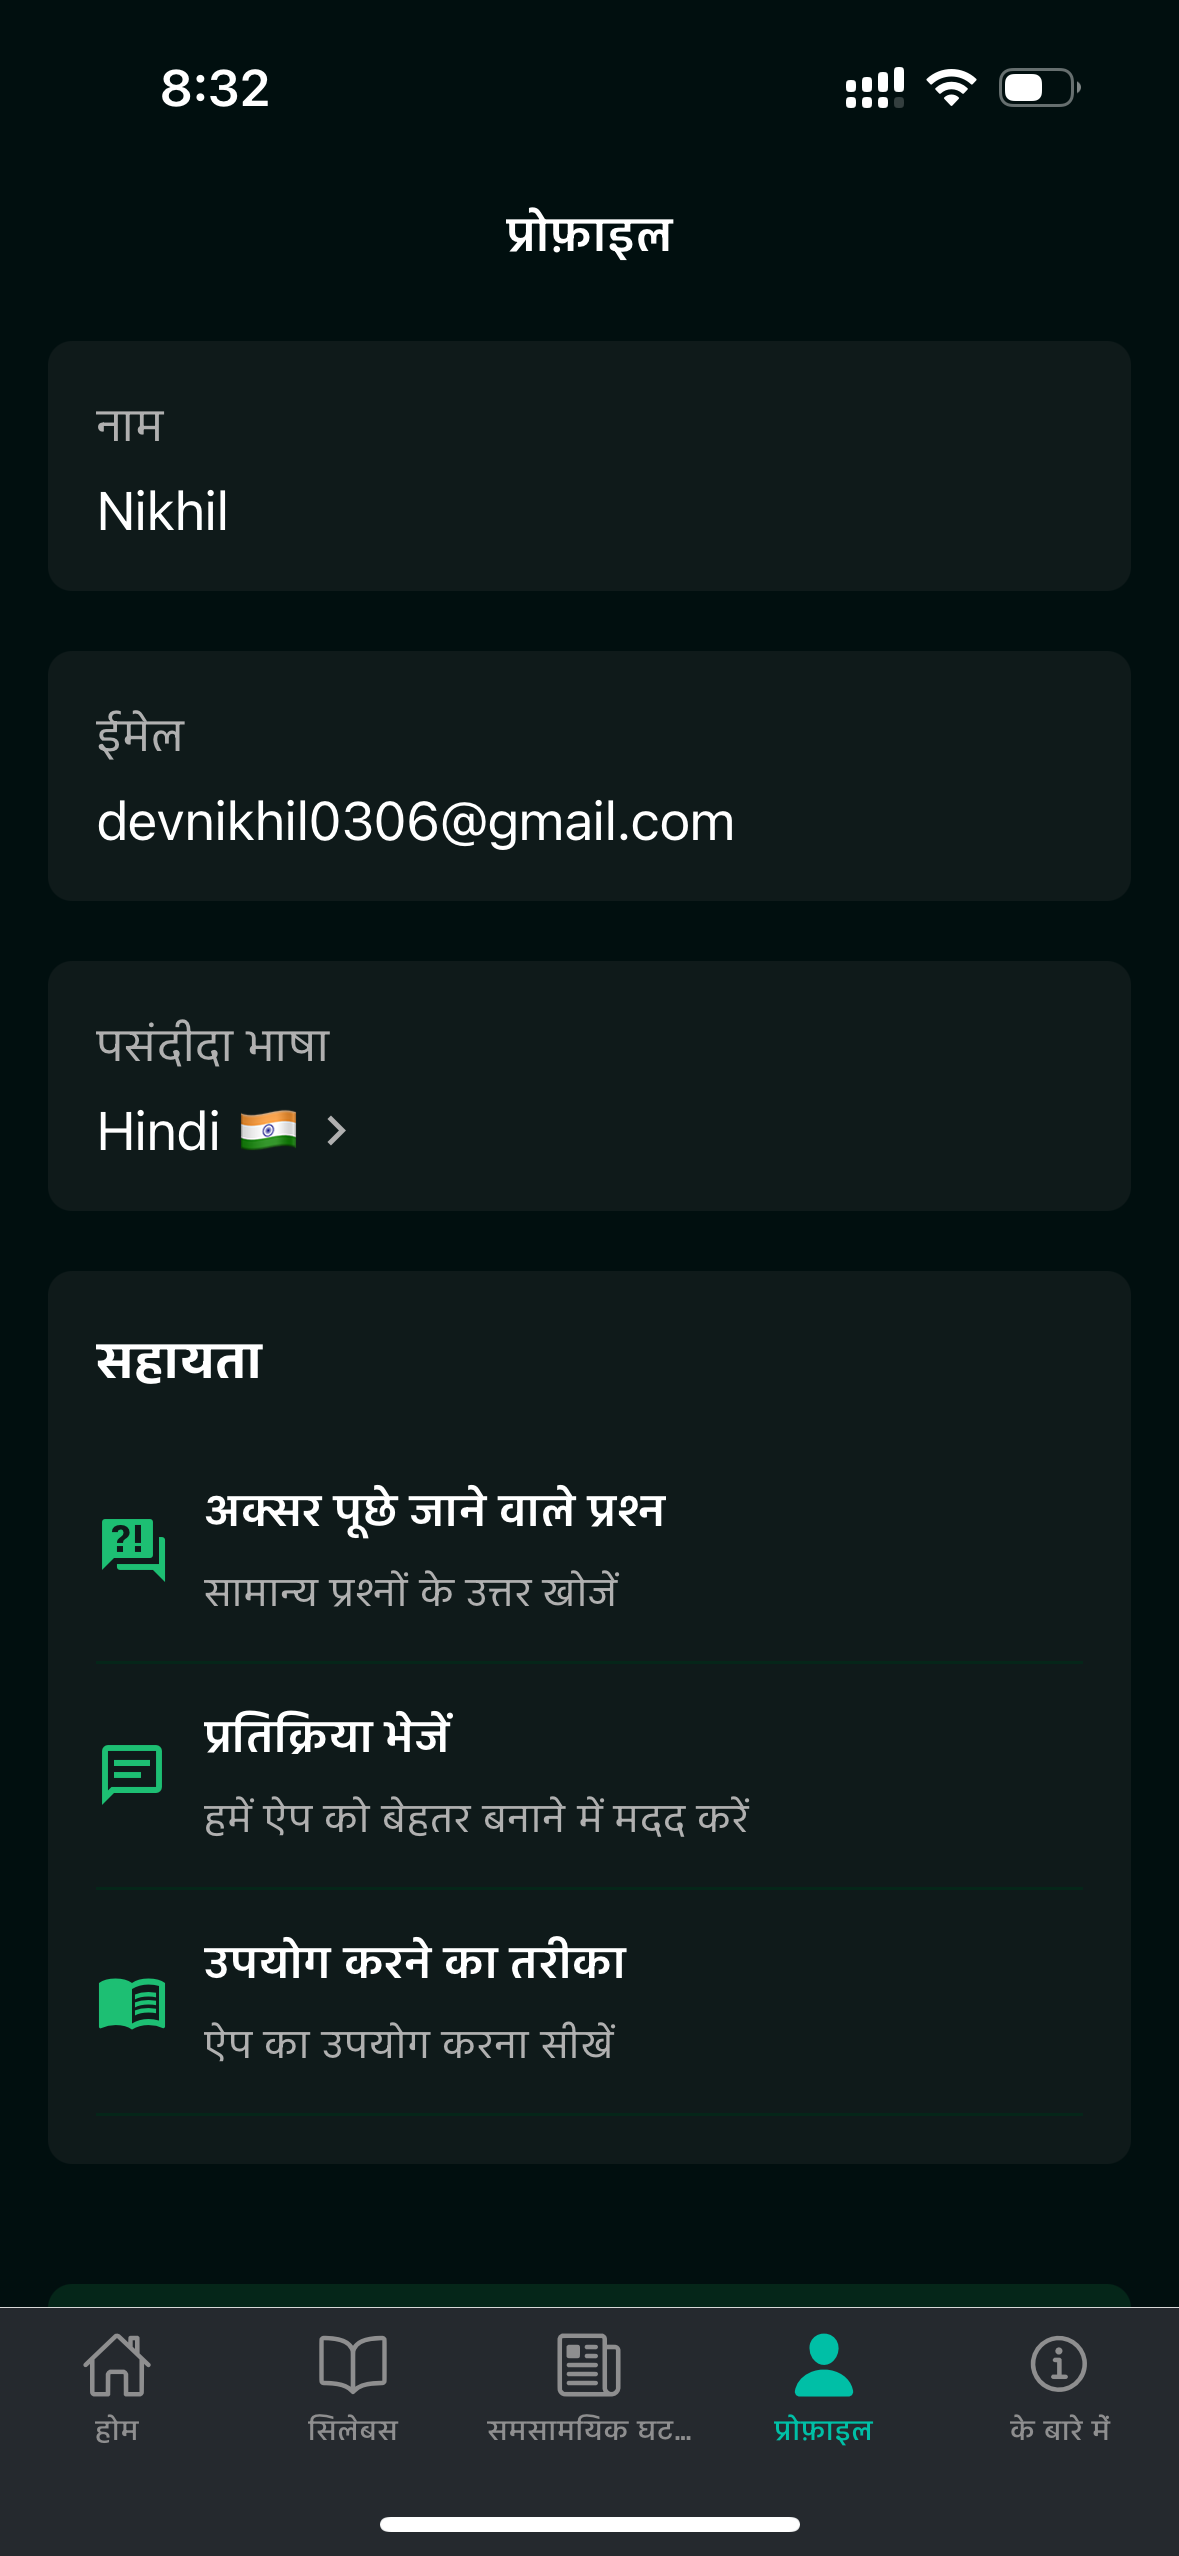 8:32
प्रोफ़ाइल
नाम
Nikhil
ईमेल
devnikhil0306@gmail.com
पसंदीदा भाषा
Hindi 🇮🇳 >
सहायता
अक्सर पूछे जाने वाले प्रश्न
सामान्य प्रश्नों के उत्तर खोजें
प्रतिक्रिया भेजें
हमें ऐप को बेहतर बनाने में मदद करें
उपयोग करने का तरीका
ऐप का उपयोग करना सीखें
होम
सिलेबस
समसामयिक घट...
प्रोफ़ाइल
के बारे में